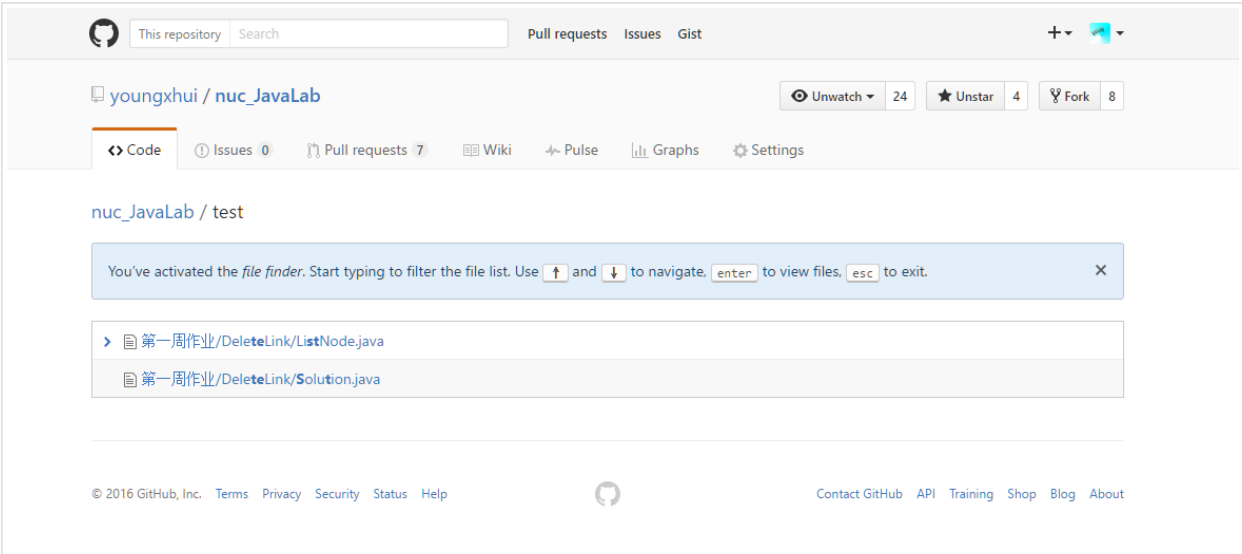 This repository Search Pull requests Issues Gist
youngxhui / nuc_JavaLab Unwatch 24 Unstar 4 Fork 8
Code Issues 0 Pull requests 7 Wiki Pulse Graphs Settings
nuc_JavaLab / test
You've activated the file finder. Start typing to filter the file list. Use ↑ and ↓ to navigate, enter to view files, esc to exit. ×
第一周作业/DeleteLink/ListNode.java
第一周作业/DeleteLink/Solution.java
© 2016 GitHub, Inc. Terms Privacy Security Status Help Contact GitHub API Training Shop Blog About